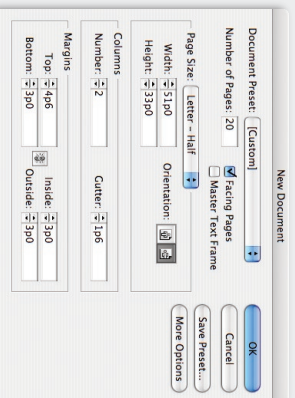 New Document
Document Preset: [Custom]
Number of Pages: 20
Facing Pages
Master Text Frame
Page Size: Letter – Half
Width: 51p0
Height: 33p0
Orientation:
Columns
Number: 2
Gutter: 1p6
Margins
Top: 4p6
Bottom: 3p0
Inside: 3p0
Outside: 3p0
OK
Cancel
Save Preset...
More Options